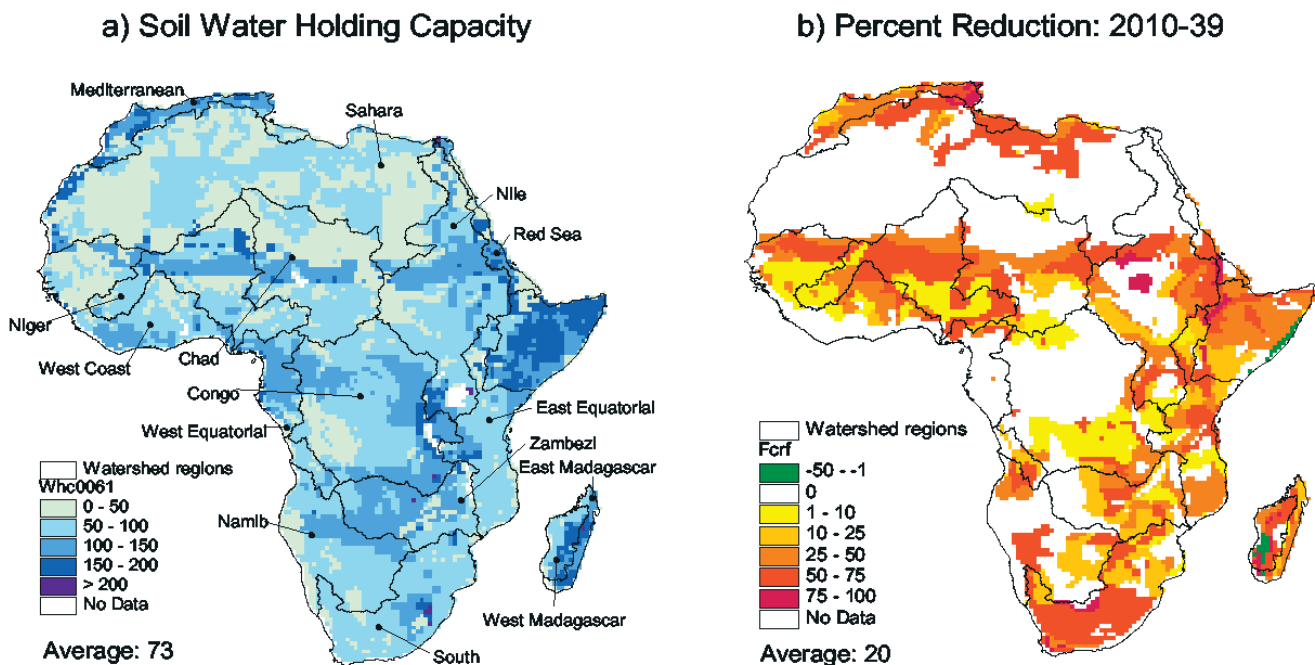 a) Soil Water Holding Capacity
Mediterranean
Sahara
Nile
Red Sea
Niger
West Coast
Chad
Congo
West Equatorial
East Equatorial
Zambezi
East Madagascar
Namib
West Madagascar
South
Watershed regions
Whc0061
0 - 50
50 - 100
100 - 150
150 - 200
> 200
No Data
Average: 73
b) Percent Reduction: 2010-39
Watershed regions
Fcrf
-50 - -1
0
1 - 10
10 - 25
25 - 50
50 - 75
75 - 100
No Data
Average: 20